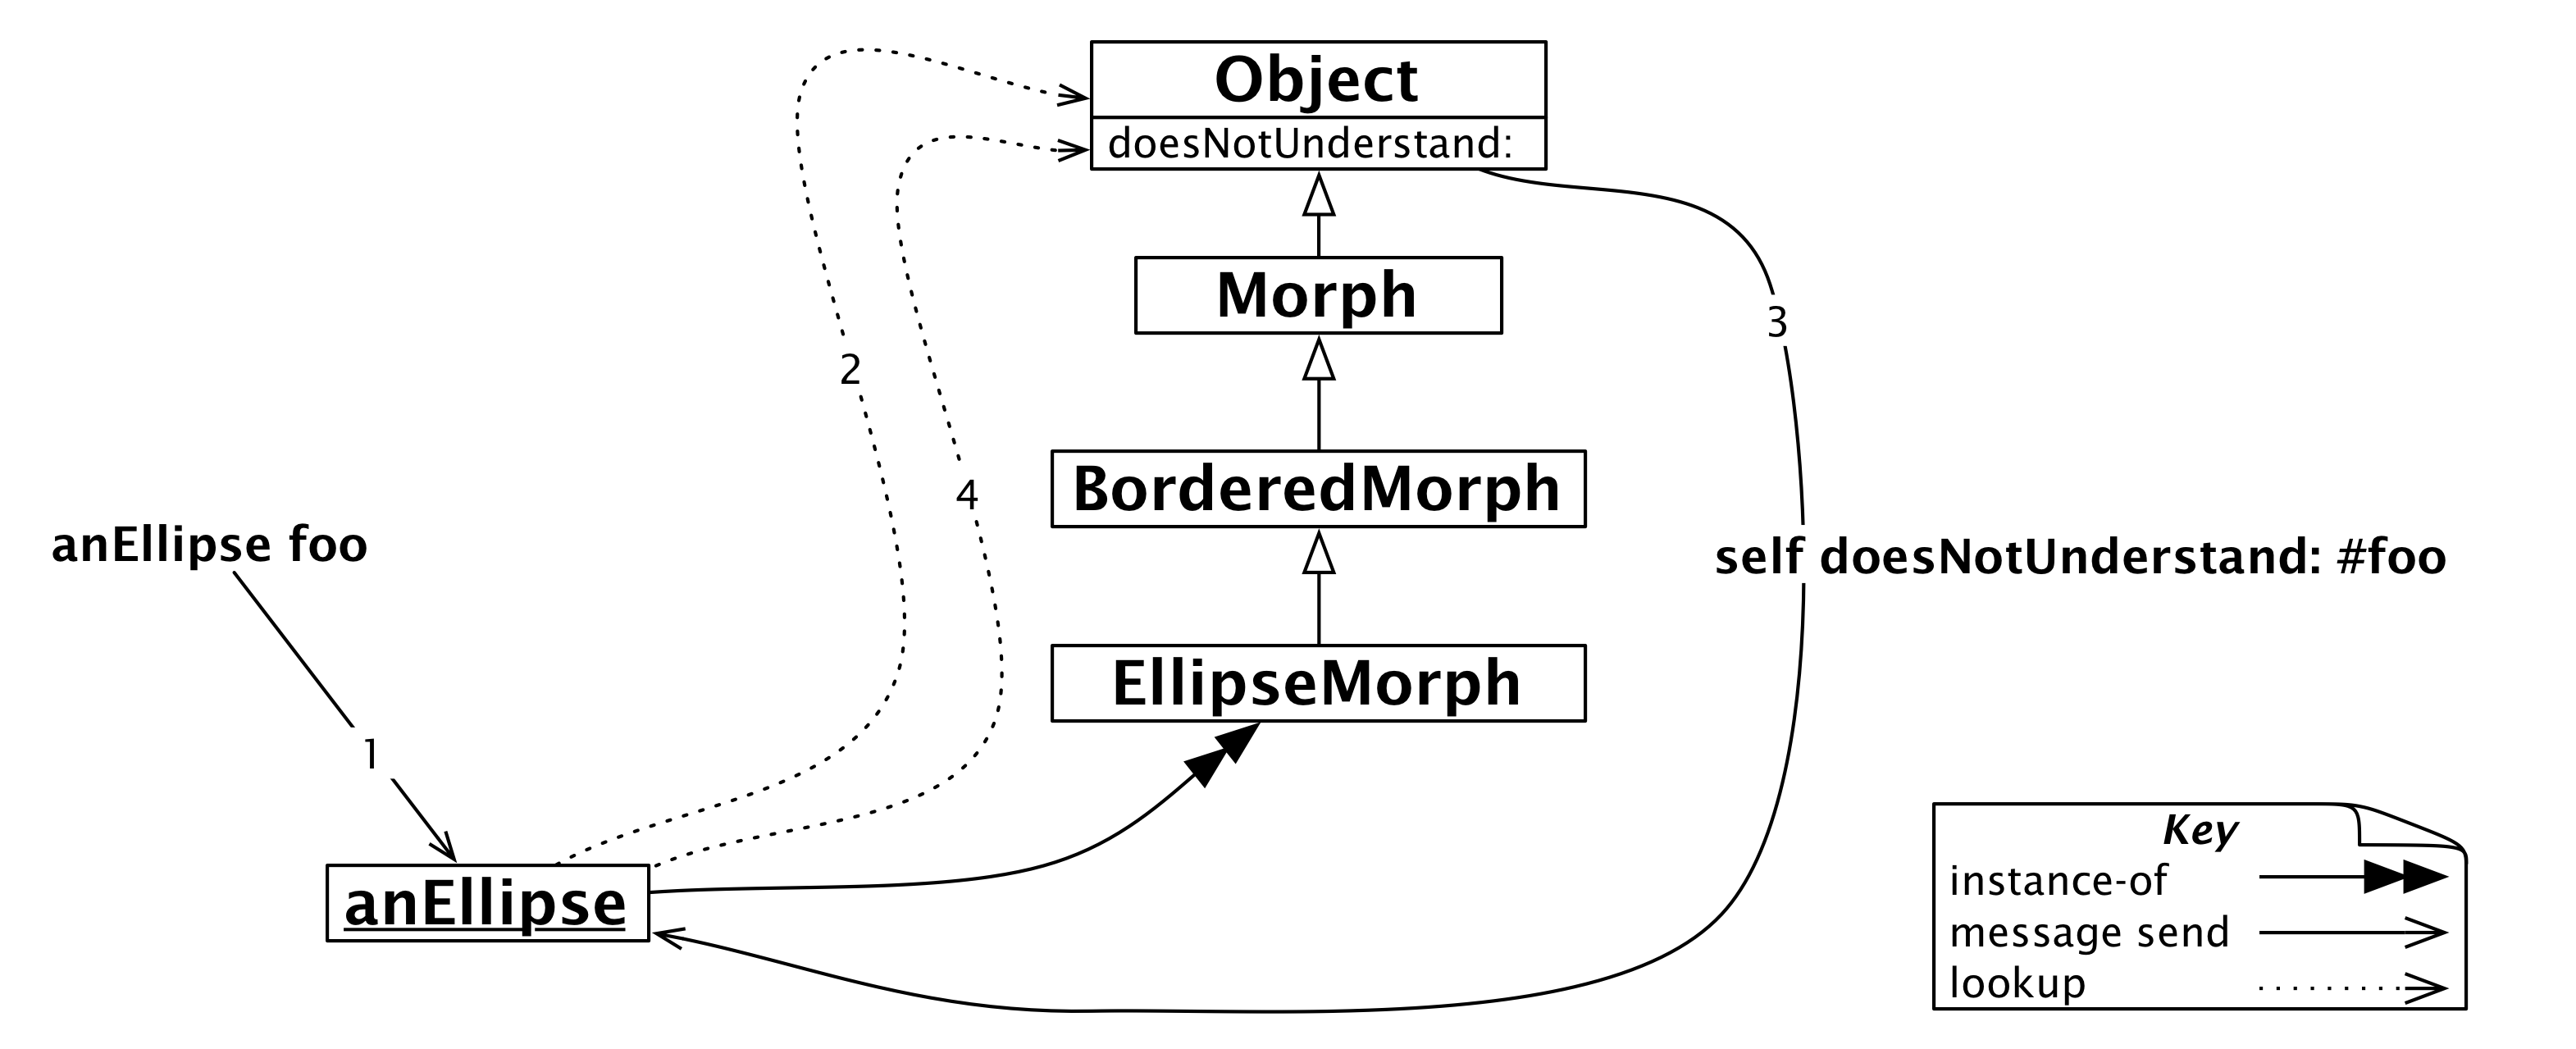 Object
doesNotUnderstand:
Morph
3
2
BorderedMorph
4
anEllipse foo
self doesNotUnderstand: #foo
EllipseMorph
1
anEllipse
Key
instance-of
message send
lookup